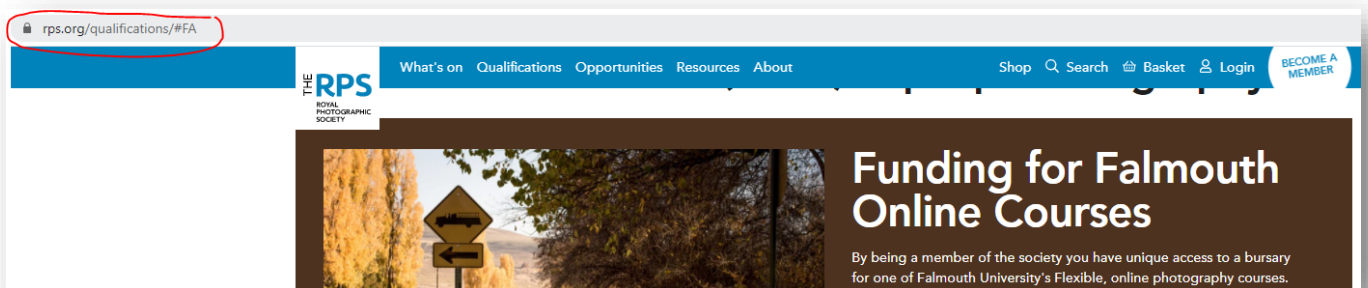 rps.org/qualifications/#FA
THE RPS
ROYAL
PHOTOGRAPHIC
SOCIETY
What's on Qualifications Opportunities Resources About
Shop Search Basket Login
BECOME A
MEMBER
Funding for Falmouth
Online Courses
By being a member of the society you have unique access to a bursary
for one of Falmouth University's Flexible, online photography courses.